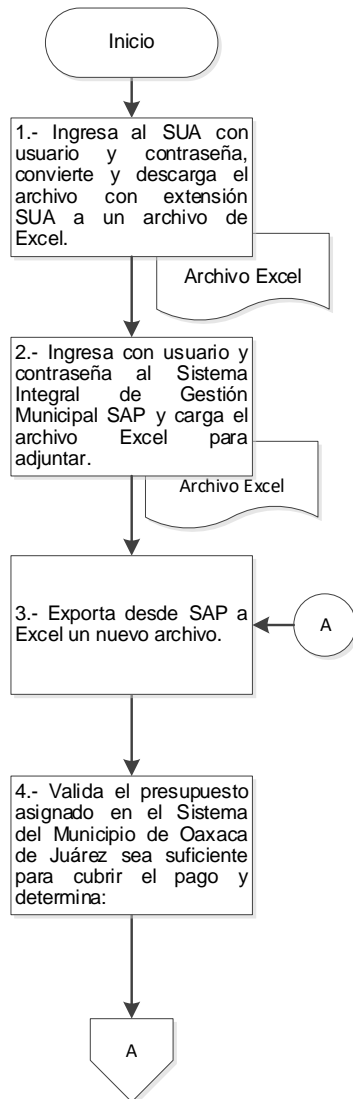 Inicio
1.- Ingresa al SUA con
usuario y contraseña,
convierte y descarga el
archivo con extensión
SUA a un archivo de
Excel.
Archivo Excel
2.- Ingresa con usuario y
contraseña al Sistema
Integral de Gestión
Municipal SAP y carga el
archivo Excel para
adjuntar.
Archivo Excel
3.- Exporta desde SAP a
Excel un nuevo archivo.
A
4.- Valida el presupuesto
asignado en el Sistema
del Municipio de Oaxaca
de Juárez sea suficiente
para cubrir el pago y
determina:
A